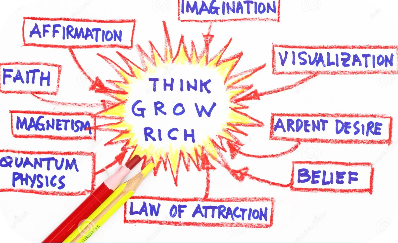 IMAGINATION
AFFIRMATION
VISUALIZATION
FAITH
THINK
GROW
RICH
MAGNETISM
ARDENT DESIRE
QUANTUM
PHYSICS
BELIEF
LAW OF ATTRACTION